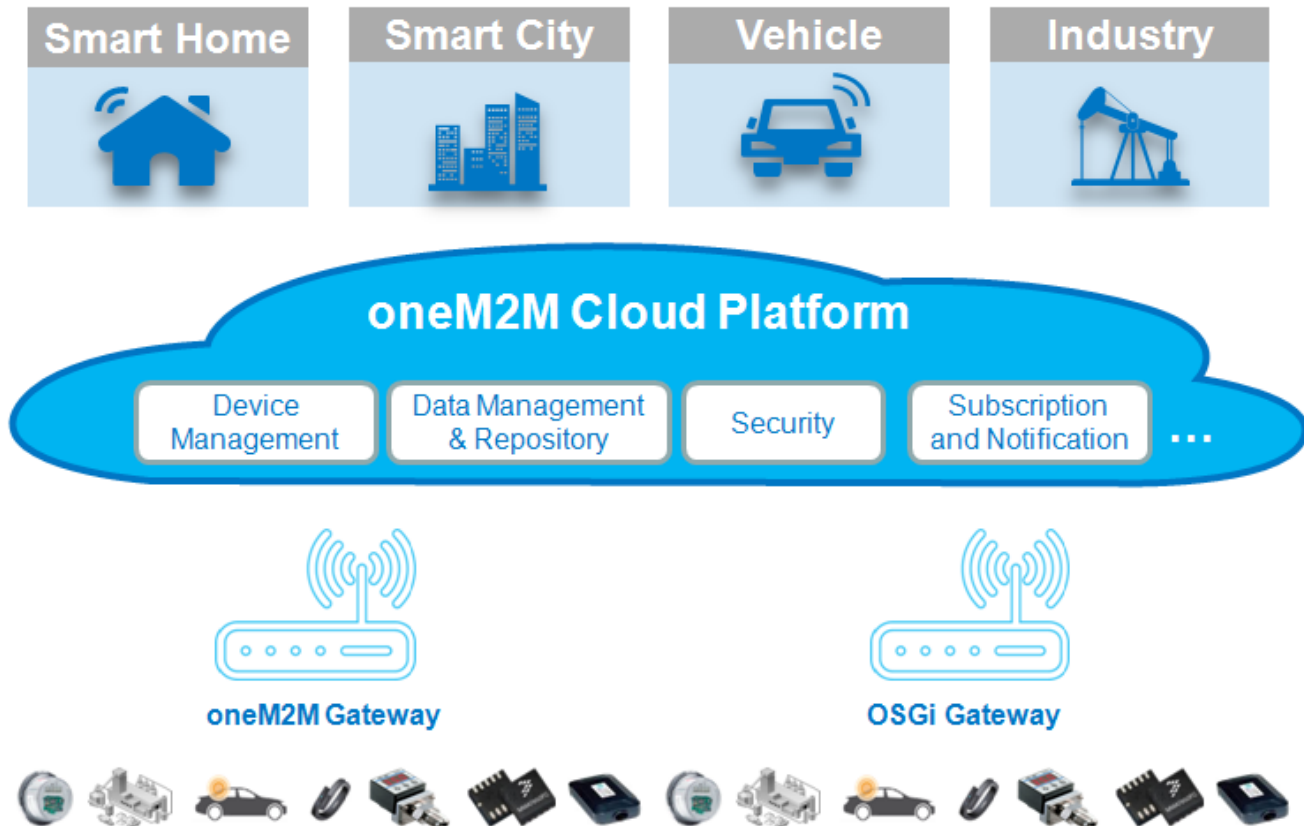 Smart Home
Smart City
Vehicle
Industry
oneM2M Cloud Platform
Device
Management
Data Management
& Repository
Security
Subscription
and Notification
...
oneM2M Gateway
OSGi Gateway